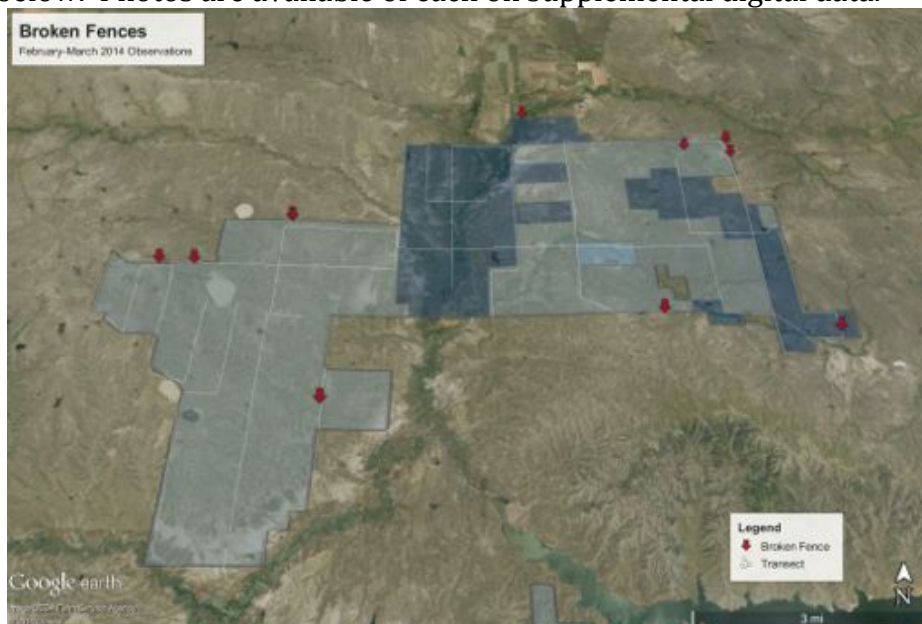 below. Photos are available of each on supplemental digital data.
Broken Fences
February-March 2014 Observations
Legend
Broken Fence
Transect
Google earth
N
3 mi